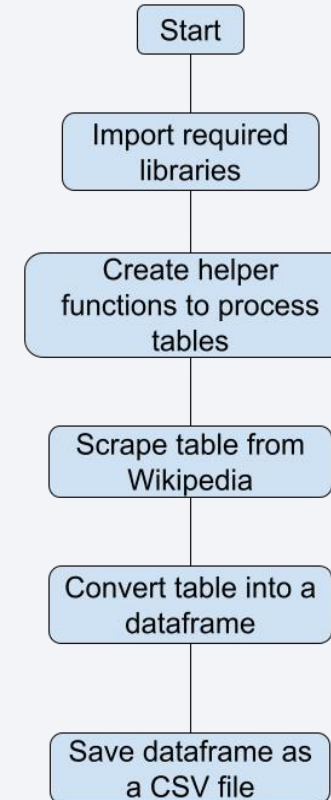 Start
Import required
libraries
Create helper
functions to process
tables
Scrape table from
Wikipedia
Convert table into a
dataframe
Save dataframe as
a CSV file